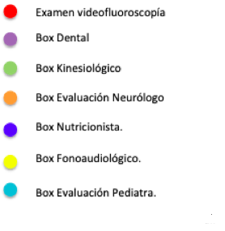 Examen videofluoroscopía
Box Dental
Box Kinesiológico
Box Evaluación Neurólogo
Box Nutricionista.
Box Fonoaudiológico.
Box Evaluación Pediatra.